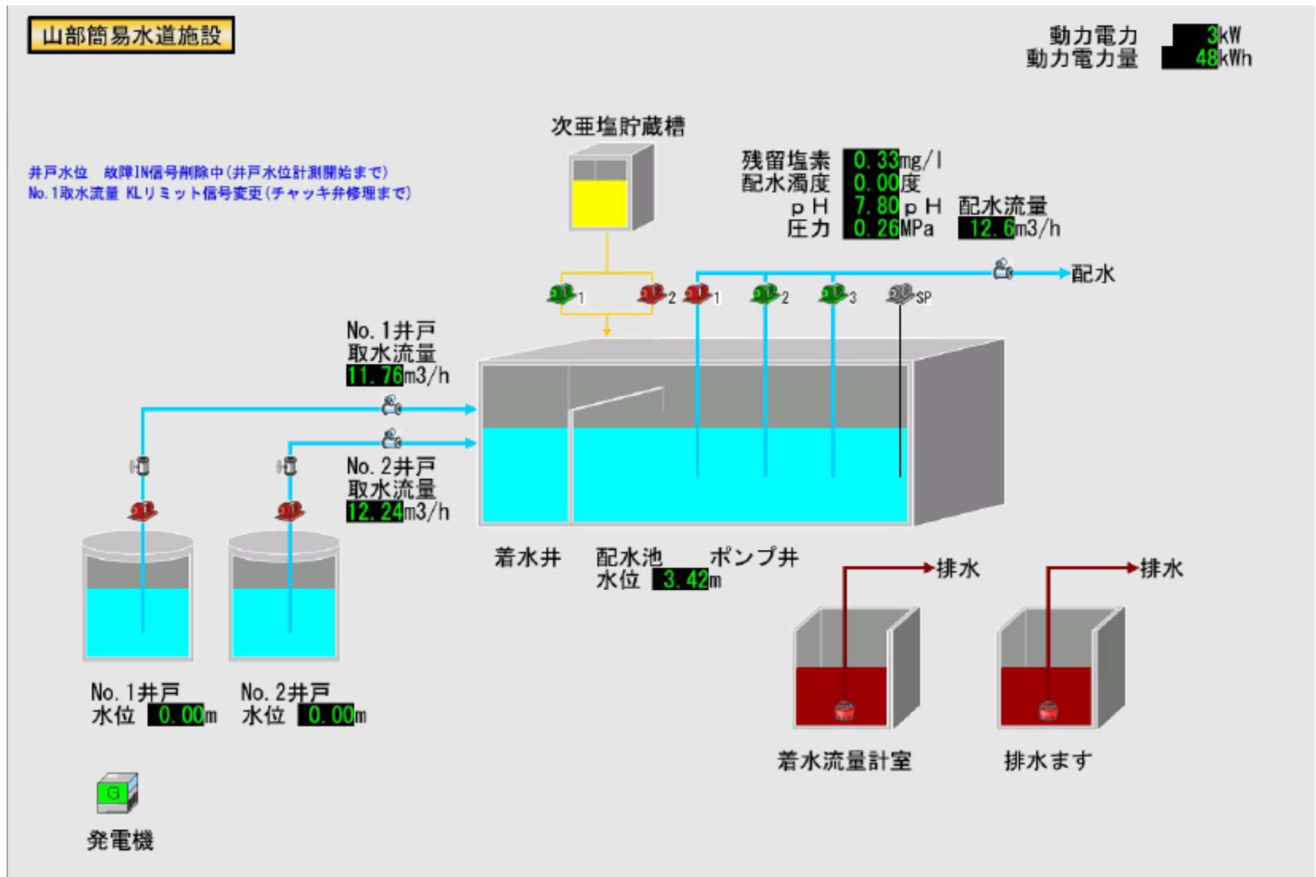 山部簡易水道施設
動力電力 3kW
動力電力量 48kWh
次亜塩貯蔵槽
井戸水位 故障IN信号削除中(井戸水位計測開始まで)
No.1取水流量 KLリミット信号変更(チャッキ弁修理まで)
残留塩素 0.33mg/l
配水濁度 0.00度
pH 7.80pH
圧力 0.26MPa
配水流量
12.6m3/h
配水
1
2
1
2
3
SP
No.1井戸
取水流量
11.76m3/h
No.2井戸
取水流量
12.24m3/h
着水井 配水池 ポンプ井
水位 3.42m
排水
排水
No.1井戸
水位 0.00m
No.2井戸
水位 0.00m
着水流量計室
排水ます
G
発電機